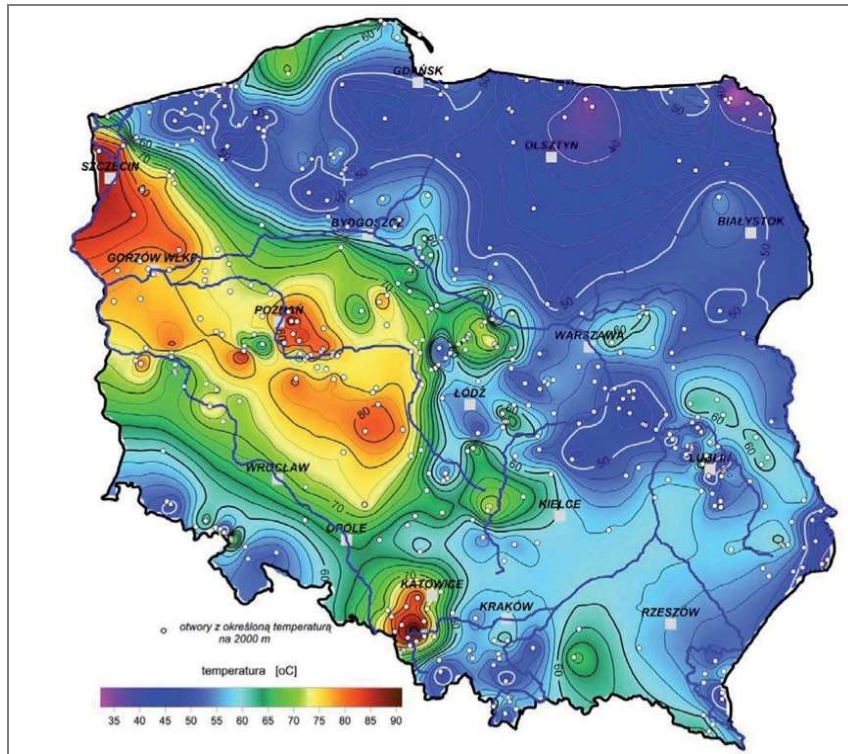 GDAŃSK
OLSZTYN
SZCZECIN
BYDGOSZCZ
BIAŁYSTOK
GORZÓW WLKP.
POZNAŃ
WARSZAWA
ŁÓDŹ
LUBLIN
WROCŁAW
KIELCE
OPOLE
KATOWICE
KRAKÓW
RZESZÓW
otwory z określoną temperaturą
na 2000 m
temperatura [oC]
35 40 45 50 55 60 65 70 75 80 85 90